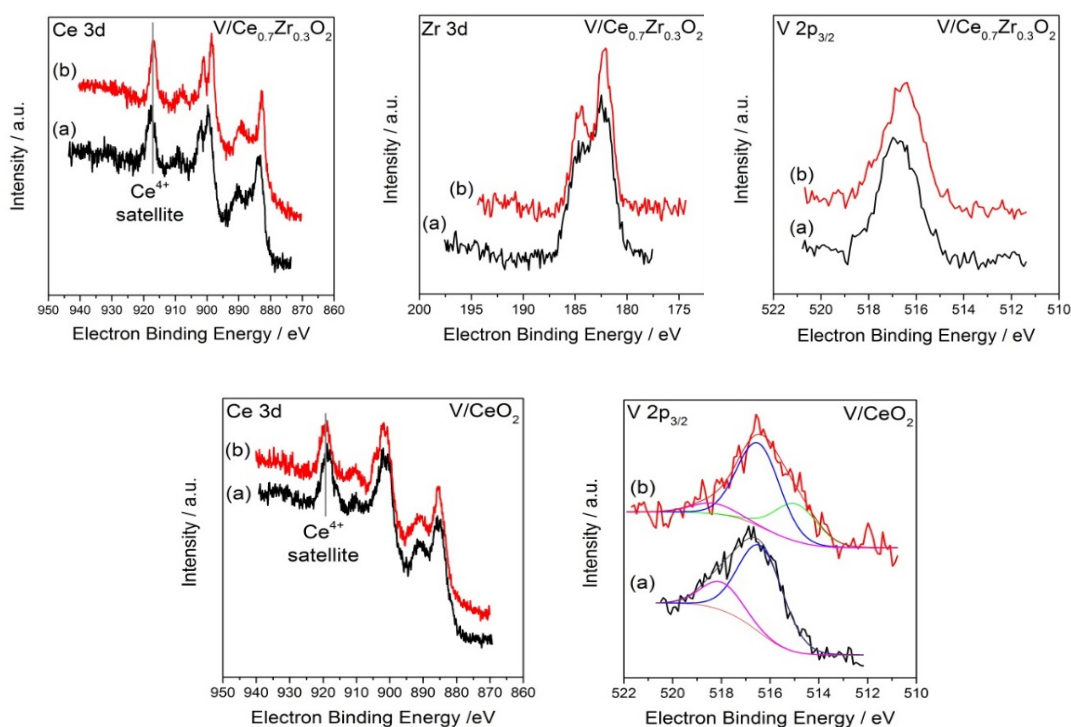 Ce 3d V/Ce0.7Zr0.3O2
(b)
(a)
Ce4+
satellite
Intensity / a.u.
950 940 930 920 910 900 890 880 870 860
Electron Binding Energy / eV
Zr 3d V/Ce0.7Zr0.3O2
(b)
(a)
Intensity / a.u.
200 195 190 185 180 175
Electron Binding Energy / eV
V 2p3/2 V/Ce0.7Zr0.3O2
(b)
(a)
Intensity / a.u.
522 520 518 516 514 512 510
Electron Binding Energy / eV
Ce 3d V/CeO2
(b)
(a)
Ce4+
satellite
Intensity / a.u.
950 940 930 920 910 900 890 880 870 860
Electron Binding Energy /eV
V 2p3/2 V/CeO2
(b)
(a)
Intensity / a.u.
522 520 518 516 514 512 510
Electron Binding Energy / eV